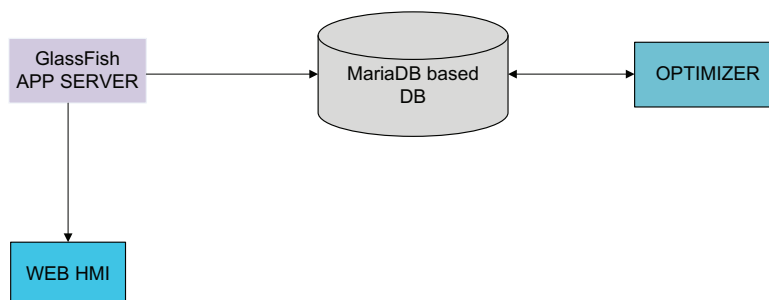 GlassFish
APP SERVER
MariaDB based
DB
OPTIMIZER
WEB HMI